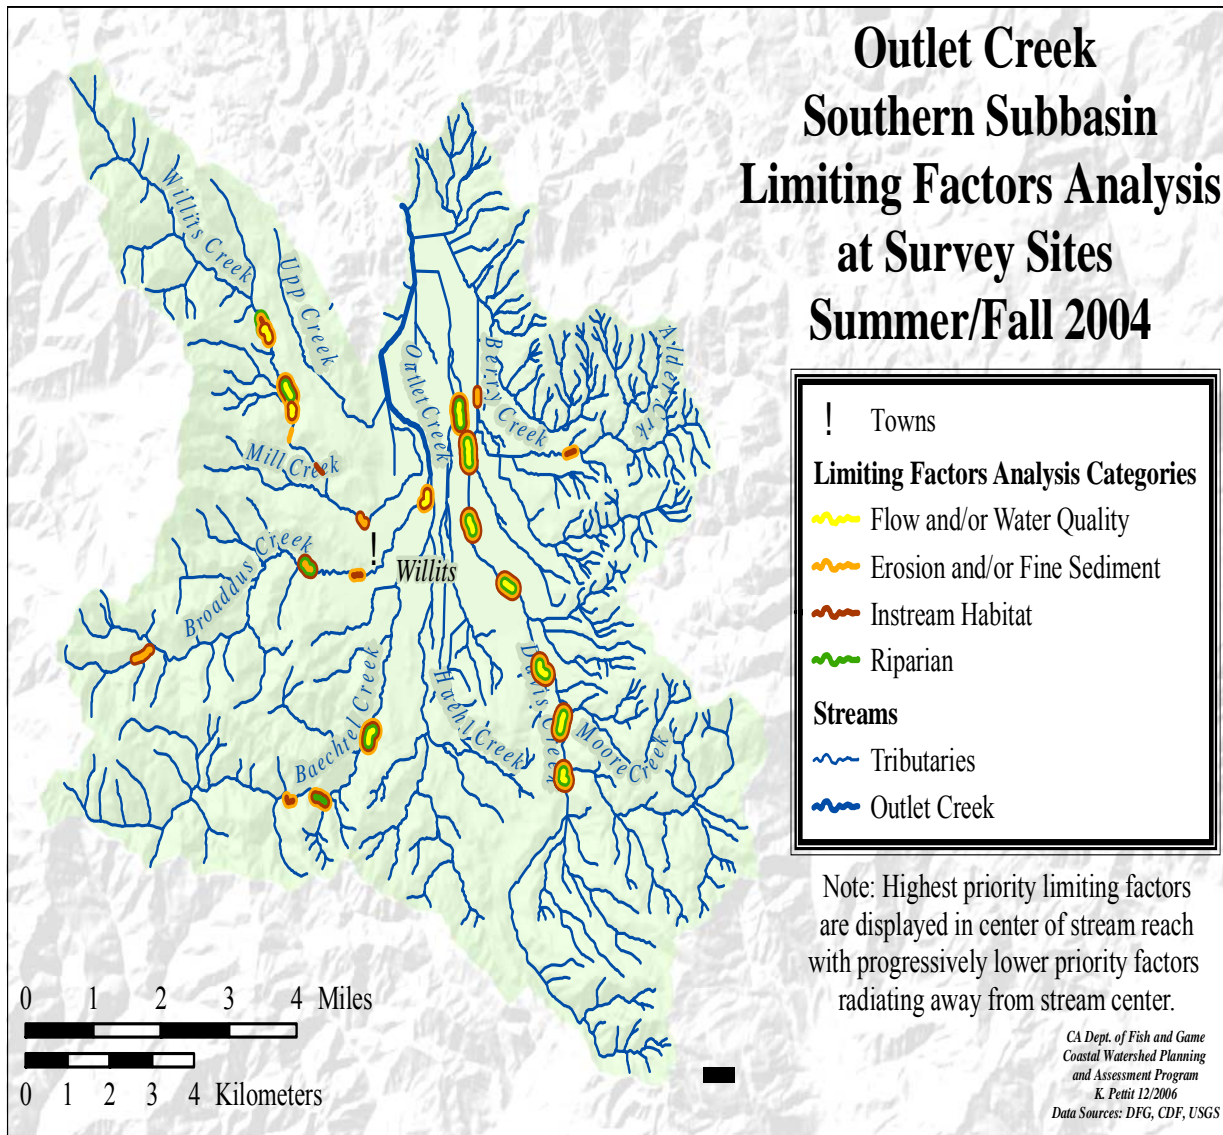 Outlet Creek
Southern Subbasin
Limiting Factors Analysis
at Survey Sites
Summer/Fall 2004
! Towns
Limiting Factors Analysis Categories
Flow and/or Water Quality
Erosion and/or Fine Sediment
Instream Habitat
Riparian
Streams
Tributaries
Outlet Creek
Note: Highest priority limiting factors
are displayed in center of stream reach
with progressively lower priority factors
radiating away from stream center.
CA Dept. of Fish and Game
Coastal Watershed Planning
and Assessment Program
K. Pettit 12/2006
Data Sources: DFG, CDF, USGS
Willits Creek
Upp Creek
Outlet Creek
Berry Creek
Alder Crk
Mill Creek
Broaddus Creek
!
Willits
Baechtel Creek
Haehl Creek
Davis Creek
Moore Creek
0 1 2 3 4 Miles
0 1 2 3 4 Kilometers